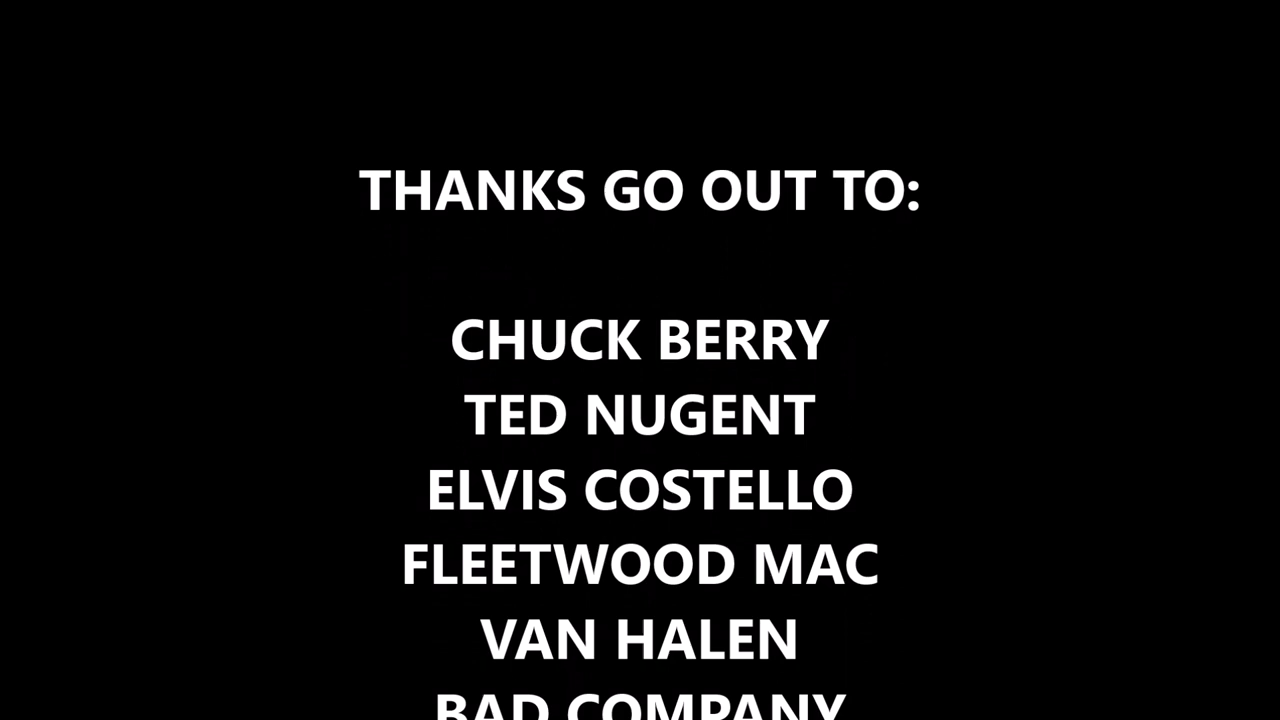 THANKS GO OUT TO:
CHUCK BERRY
TED NUGENT
ELVIS COSTELLO
FLEETWOOD MAC
VAN HALEN
BAD COMPANY